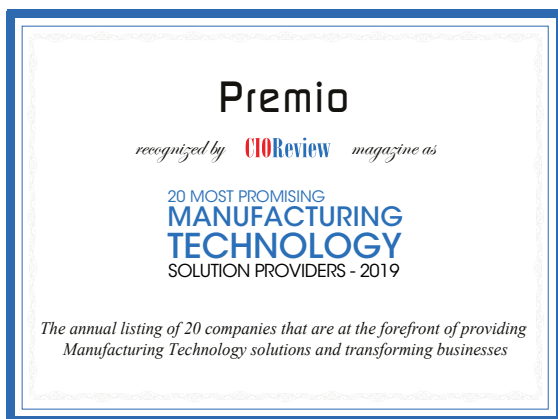 Premio
recognized by CIOReview magazine as
20 MOST PROMISING
MANUFACTURING
TECHNOLOGY
SOLUTION PROVIDERS - 2019
The annual listing of 20 companies that are at the forefront of providing
Manufacturing Technology solutions and transforming businesses